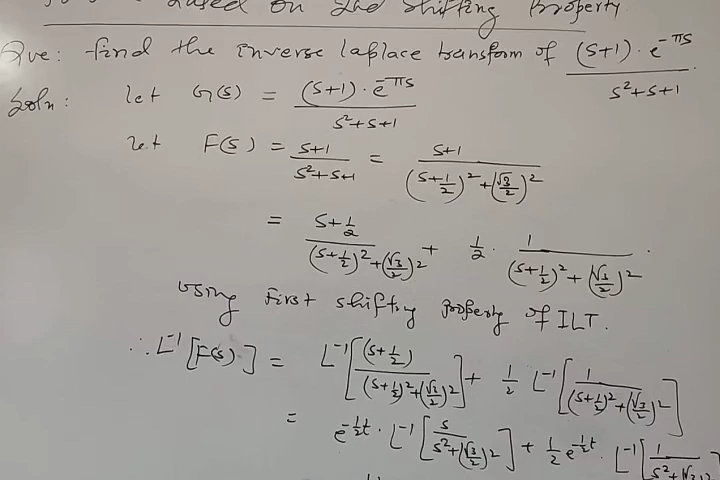 Based on The shifting Property
Que: find the inverse laplace transform of (s+1)·e^-πs / s²+s+1 .
Soln: let G(s) = (s+1)·e^-πs / s²+s+1
let F(s) = s+1 / s²+s+1 = s+1 / (s+1/2)²+(√3/2)²
= s+1/2 / (s+1/2)²+(√3/2)² + 1/2 · 1 / (s+1/2)²+(√3/2)² .
Using First shifting property of ILT.
∴ L⁻¹[F(s)] = L⁻¹[(s+1/2) / (s+1/2)²+(√3/2)²] + 1/2 L⁻¹[1 / (s+1/2)²+(√3/2)²]
= e^-1/2t · L⁻¹[s / s²+(√3/2)²] + 1/2 e^-1/2t · L⁻¹[1 / s²+(√3/2)²